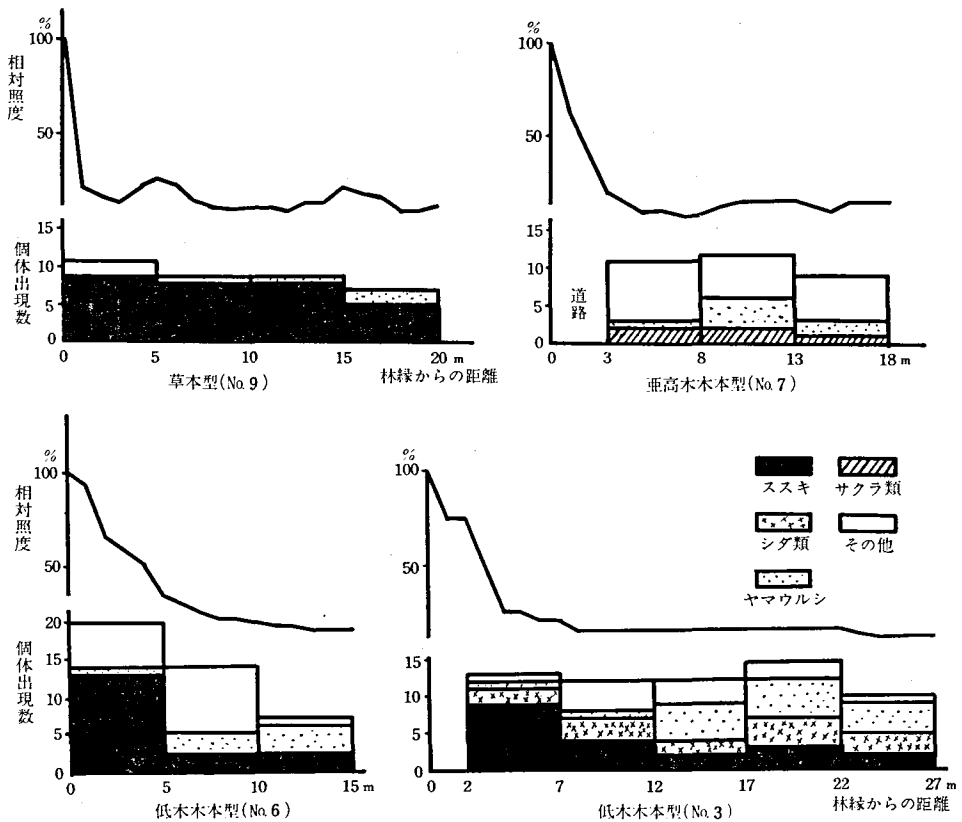 %
100
相対照度
50
15
個体出現数
10
5
0
0 5 10 15 20 m
草本型(No.9)
林縁からの距離
%
100
50
15
10
道路
5
0
0 3 8 13 18 m
亜高木木本型(No.7)
%
100
相対照度
50
20
個体出現数
15
10
5
0
0 5 10 15 m
低木木本型(No.6)
%
100
50
15
10
5
0
0 2 7 12 17 22 27 m
低木木本型(No.3)
林縁からの距離
ススキ サクラ類
シダ類 その他
ヤマウルシ